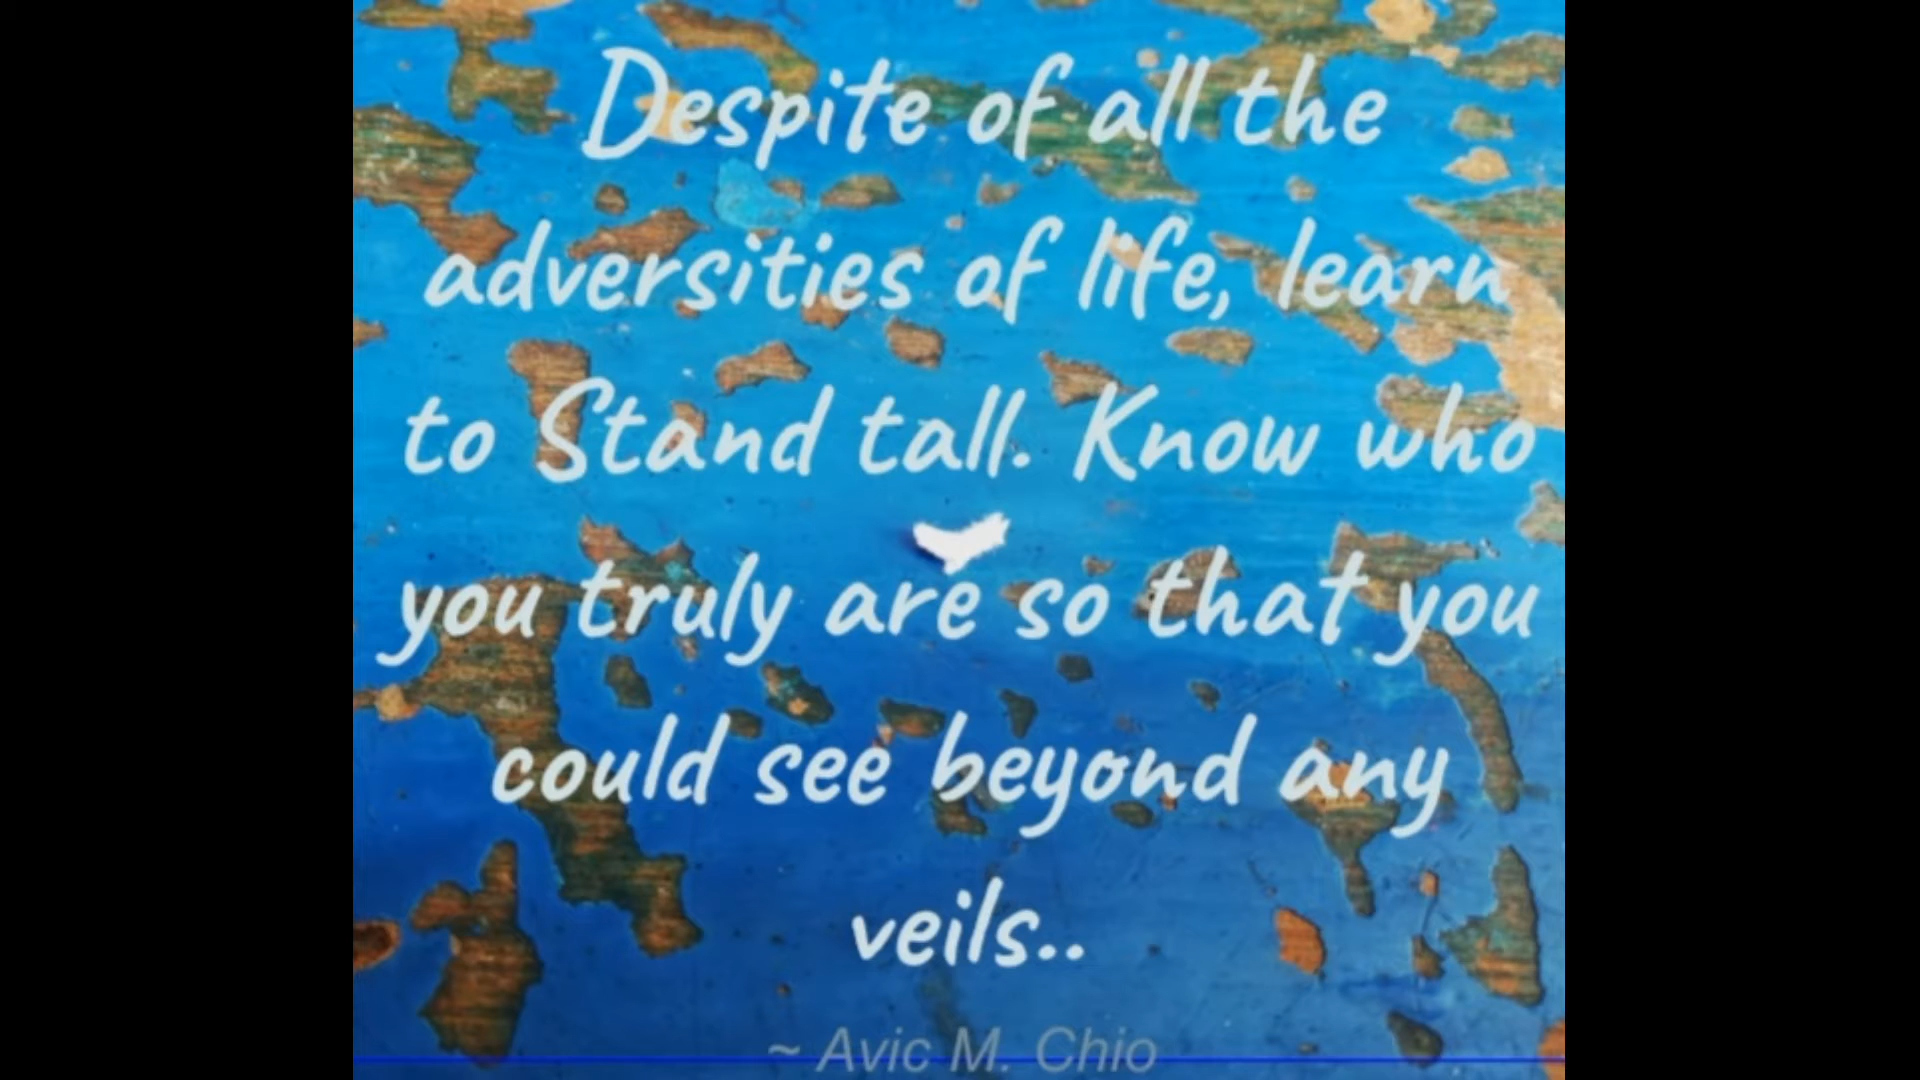 Despite of all the
adversities of life, learn
to Stand tall. Know who
you truly are so that you
could see beyond any
veils..
~ Avic M. Chio